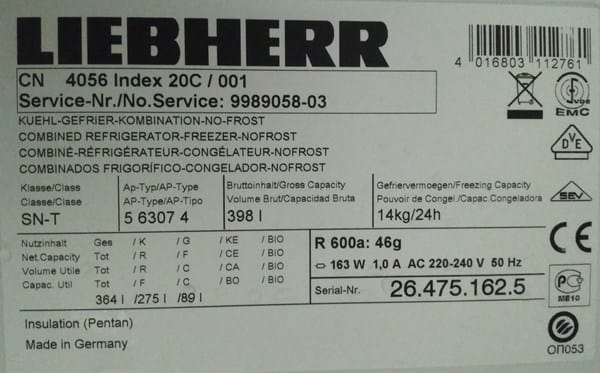 LIEBHERR
4 016803 112761
CN 4056 Index 20C / 001
Service-Nr./No.Service: 9989058-03
VDE
EMC
KUEHL-GEFRIER-KOMBINATION-NO-FROST
COMBINED REFRIGERATOR-FREEZER-NOFROST
COMBINÉ-RÉFRIGÉRATEUR-CONGÉLATEUR-NOFROST
COMBINADOS FRIGORÍFICO-CONGELADOR-NOFROST
DVE
Klasse/Class Ap-Typ/AP-Type Bruttoinhalt/Gross Capacity Gefriervermoegen/Freezing Capacity
Classe/Clase AP-Type/AP-Tipo Volume Brut/Capacidad Bruta Pouvoir de Congel./Cap.Congeladora
SN-T 5 6307 4 398 l 14kg/24h
SEV
CE
Nutzinhalt Ges / K / G / KE / BIO
Net.Capacity Tot / R / F / CE / BIO
Volume Utile Tot / R / C / CA / BIO
Capac. Util Tot / F / C / BO / BIO
364 l / 275 l / 89 l
R 600a: 46g
163 W 1,0 A AC 220-240 V 50 Hz
Serial-Nr. 26.475.162.5
ME10
Insulation (Pentan)
Made in Germany
ОП053